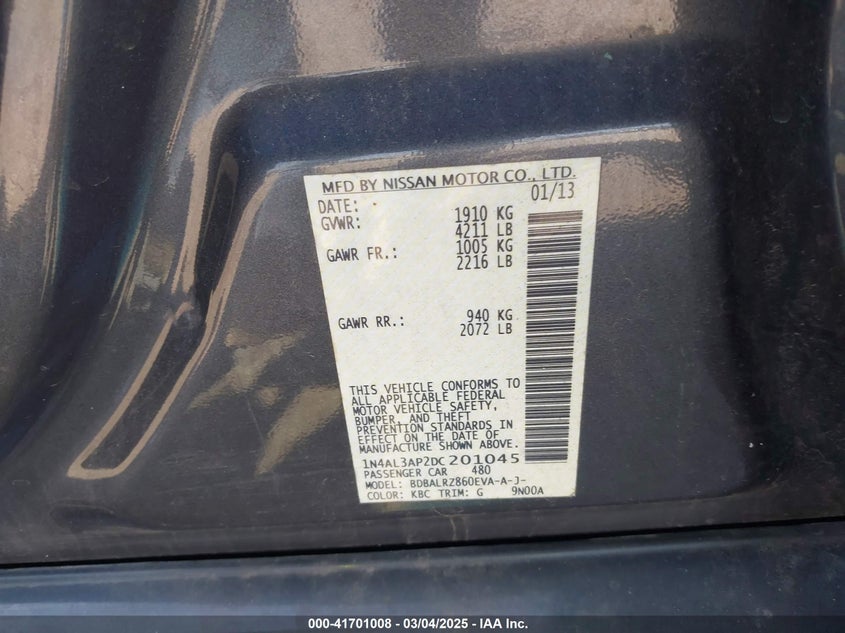 MFD BY NISSAN MOTOR CO., LTD.
DATE: - 01/13
GVWR: 1910 KG
4211 LB
GAWR FR.: 1005 KG
2216 LB
GAWR RR.: 940 KG
2072 LB
THIS VEHICLE CONFORMS TO
ALL APPLICABLE FEDERAL
MOTOR VEHICLE SAFETY,
BUMPER, AND THEFT
PREVENTION STANDARDS IN
EFFECT ON THE DATE OF
MANUFACTURE SHOWN ABOVE.
1N4AL3AP2DC201045
PASSENGER CAR 480
MODEL: BDBALRZ860EVA-A-J-
COLOR: KBC TRIM: G 9N00A
000-41701008 - 03/04/2025 - IAA Inc.